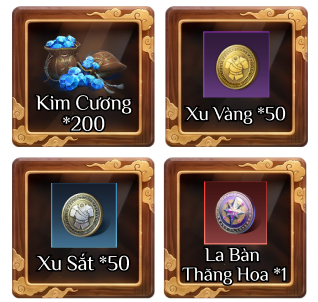 Kim Cương
*200
Xu Vàng *50
Xu Sắt *50
La Bàn
Thăng Hoa *1